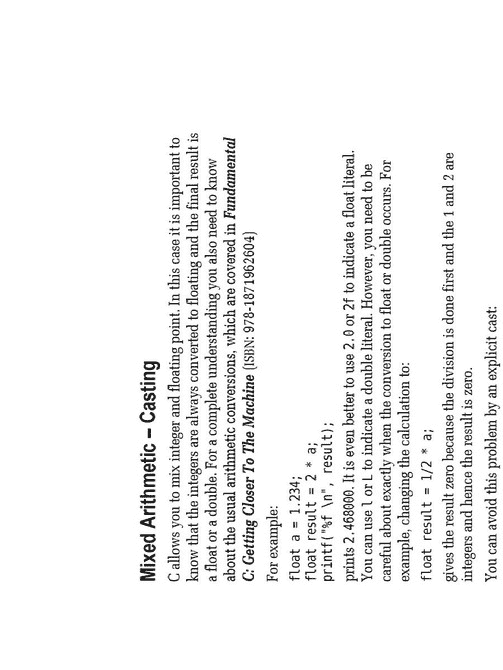 Mixed Arithmetic – Casting
C allows you to mix integer and floating point. In this case it is important to
know that the integers are always converted to floating and the final result is
a float or a double. For a complete understanding you also need to know
about the usual arithmetic conversions, which are covered in Fundamental
C: Getting Closer To The Machine (ISBN: 978-1871962604)
For example:
float a = 1.234;
float result = 2 * a;
printf("%f \n", result);
prints 2.468000. It is even better to use 2.0 or 2f to indicate a float literal.
You can use l or L to indicate a double literal. However, you need to be
careful about exactly when the conversion to float or double occurs. For
example, changing the calculation to:
float result = 1/2 * a;
gives the result zero because the division is done first and the 1 and 2 are
integers and hence the result is zero.
You can avoid this problem by an explicit cast: